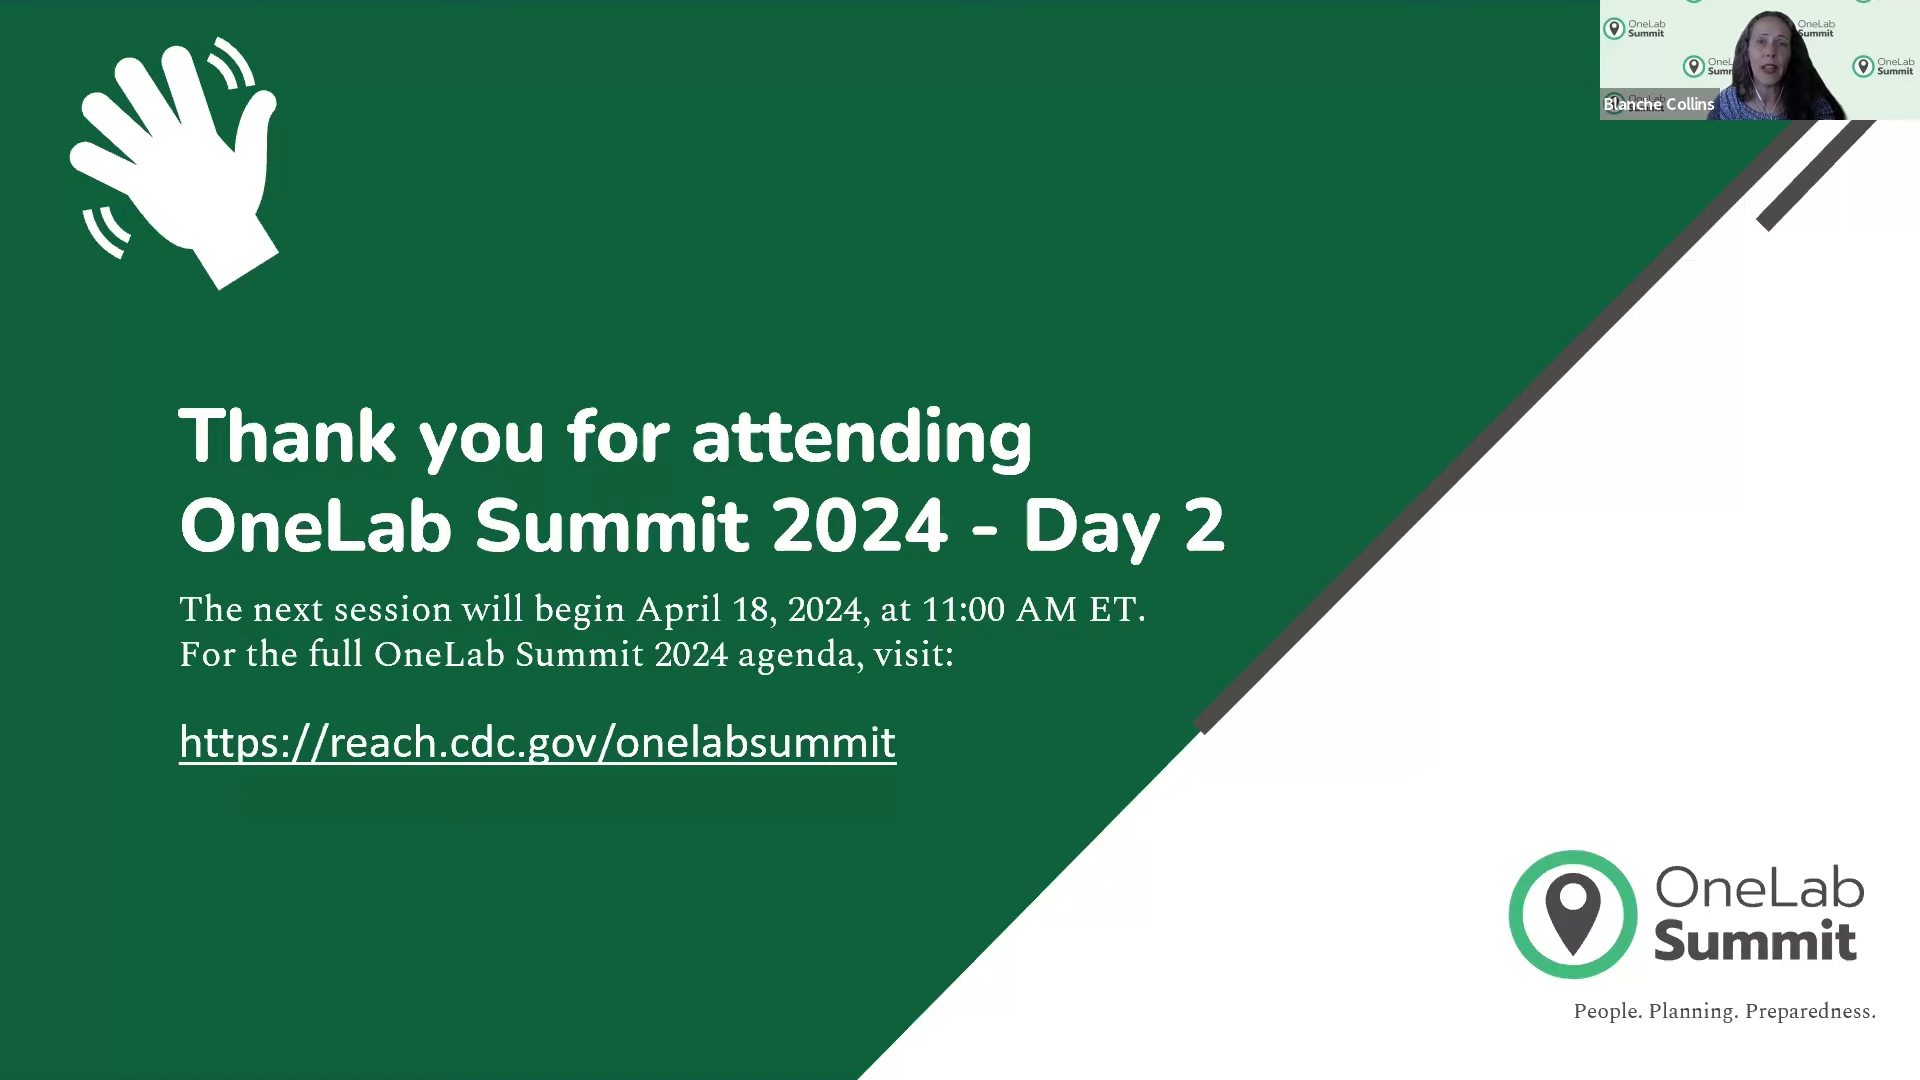 OneLab
Summit
OneLab
Summit
OneL
Summ
OneLab
Summit
Blanche Collins
Thank you for attending
OneLab Summit 2024 - Day 2
The next session will begin April 18, 2024, at 11:00 AM ET.
For the full OneLab Summit 2024 agenda, visit:
https://reach.cdc.gov/onelabsummit
OneLab
Summit
People. Planning. Preparedness.